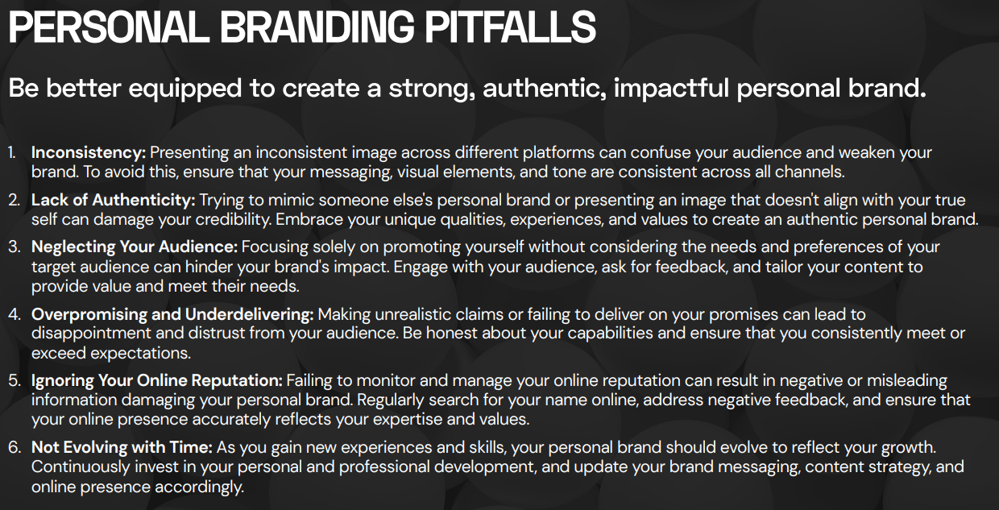 PERSONAL BRANDING PITFALLS
Be better equipped to create a strong, authentic, impactful personal brand.
1. Inconsistency: Presenting an inconsistent image across different platforms can confuse your audience and weaken your
brand. To avoid this, ensure that your messaging, visual elements, and tone are consistent across all channels.
2. Lack of Authenticity: Trying to mimic someone else's personal brand or presenting an image that doesn't align with your true
self can damage your credibility. Embrace your unique qualities, experiences, and values to create an authentic personal brand.
3. Neglecting Your Audience: Focusing solely on promoting yourself without considering the needs and preferences of your
target audience can hinder your brand's impact. Engage with your audience, ask for feedback, and tailor your content to
provide value and meet their needs.
4. Overpromising and Underdelivering: Making unrealistic claims or failing to deliver on your promises can lead to
disappointment and distrust from your audience. Be honest about your capabilities and ensure that you consistently meet or
exceed expectations.
5. Ignoring Your Online Reputation: Failing to monitor and manage your online reputation can result in negative or misleading
information damaging your personal brand. Regularly search for your name online, address negative feedback, and ensure that
your online presence accurately reflects your expertise and values.
6. Not Evolving with Time: As you gain new experiences and skills, your personal brand should evolve to reflect your growth.
Continuously invest in your personal and professional development, and update your brand messaging, content strategy, and
online presence accordingly.